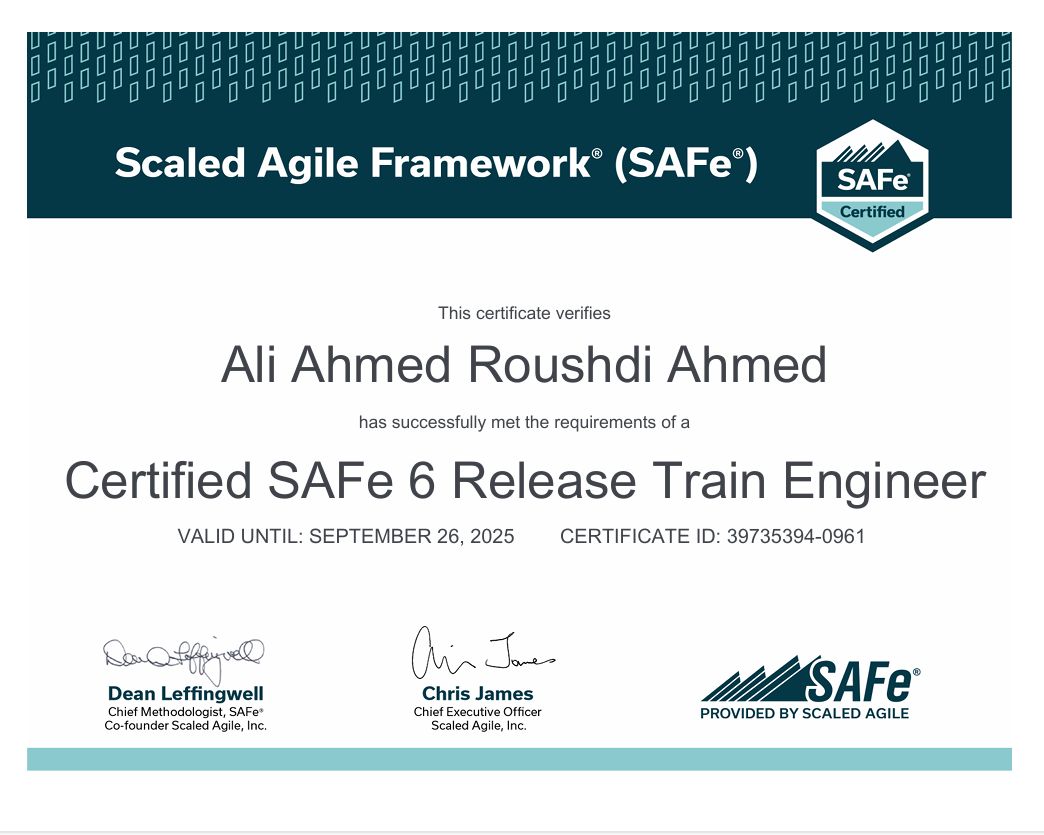 Scaled Agile Framework® (SAFe®)
SAFe®
Certified
This certificate verifies
Ali Ahmed Roushdi Ahmed
has successfully met the requirements of a
Certified SAFe 6 Release Train Engineer
VALID UNTIL: SEPTEMBER 26, 2025 CERTIFICATE ID: 39735394-0961
Dean Leffingwell
Dean Leffingwell
Chief Methodologist, SAFe®
Co-founder Scaled Agile, Inc.
Chris James
Chris James
Chief Executive Officer
Scaled Agile, Inc.
SAFe®
PROVIDED BY SCALED AGILE